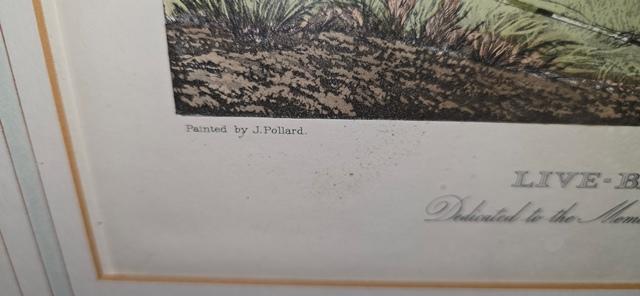 Painted by J. Pollard.
LIVE-B
Dedicated to the Mem